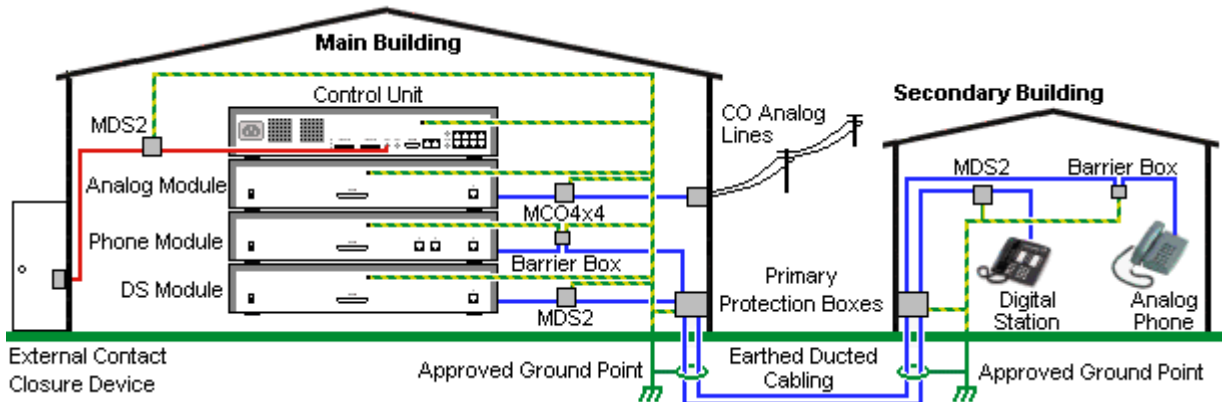 Main Building
Control Unit
MDS2
Analog Module
MCO4x4
Phone Module
Barrier Box
DS Module
MDS2
CO Analog
Lines
Secondary Building
MDS2
Barrier Box
Primary
Protection Boxes
Digital
Station
Analog
Phone
External Contact
Closure Device
Approved Ground Point
Earthed Ducted
Cabling
Approved Ground Point